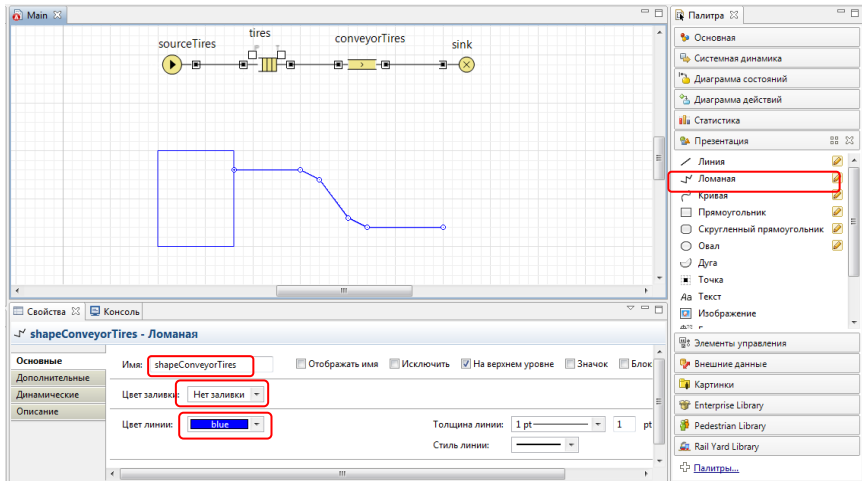 Main
sourceTires
tires
conveyorTires
sink
Свойства
Консоль
shapeConveyorTires - Ломаная
Основные
Дополнительные
Динамические
Описание
Имя:
shapeConveyorTires
Отображать имя
Исключить
На верхнем уровне
Значок
Блок
Цвет заливки:
Нет заливки
Цвет линии:
blue
Толщина линии:
1 pt
1
pt
Стиль линии:
Палитра
Основная
Системная динамика
Диаграмма состояний
Диаграмма действий
Статистика
Презентация
Линия
Ломаная
Кривая
Прямоугольник
Скругленный прямоугольник
Овал
Дуга
Точка
Aa Текст
Изображение
Элементы управления
Внешние данные
Картинки
Enterprise Library
Pedestrian Library
Rail Yard Library
Палитры...